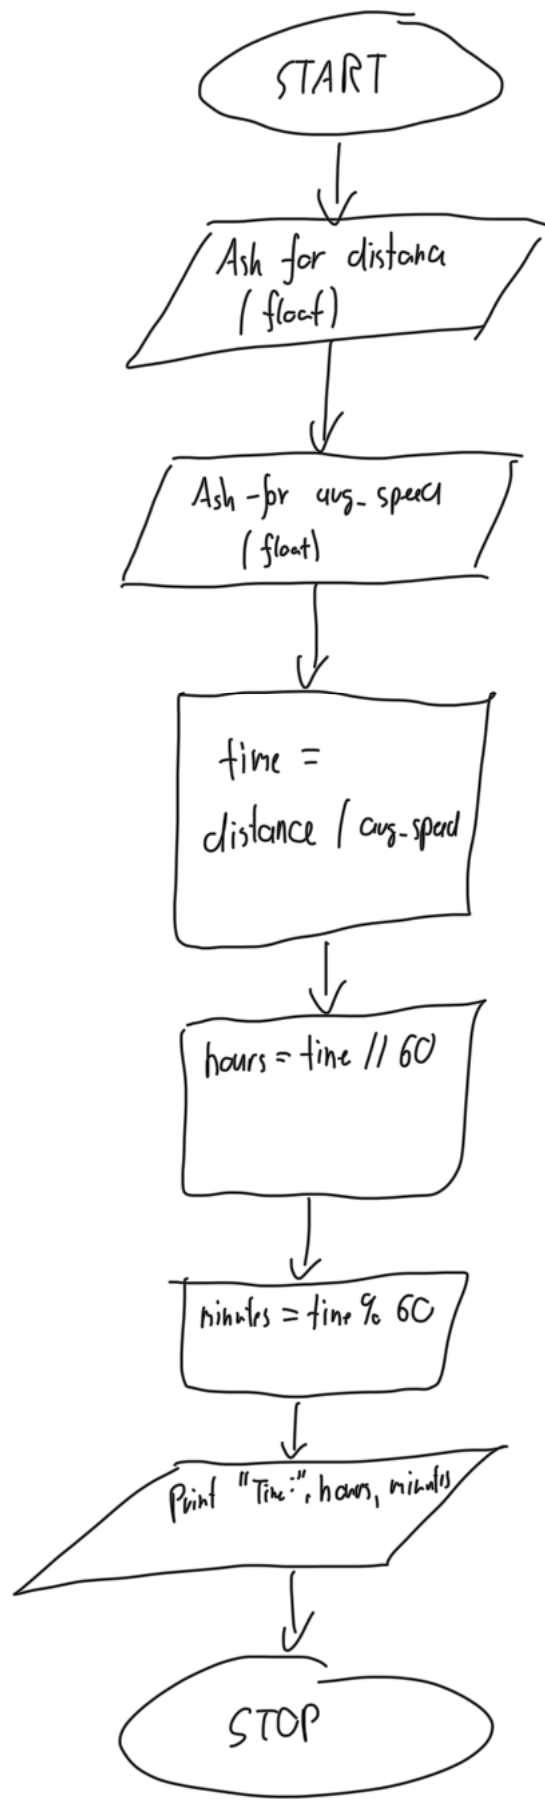 START
Ask for distance
(float)
Ask for avg_speed
(float)
time =
distance / avg_speed
hours = time // 60
minutes = time % 60
Print "Time:", hours, minutes
STOP